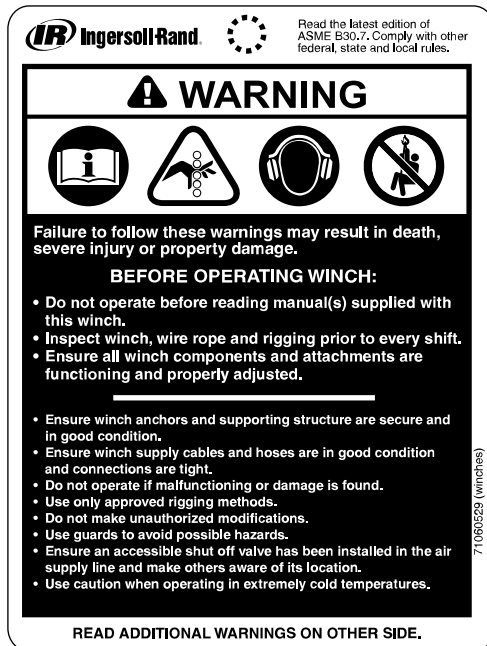 IR Ingersoll-Rand®
Read the latest edition of
ASME B30.7. Comply with other
federal, state and local rules.
WARNING
Failure to follow these warnings may result in death,
severe injury or property damage.
BEFORE OPERATING WINCH:
• Do not operate before reading manual(s) supplied with
this winch.
• Inspect winch, wire rope and rigging prior to every shift.
• Ensure all winch components and attachments are
functioning and properly adjusted.
• Ensure winch anchors and supporting structure are secure and
in good condition.
• Ensure winch supply cables and hoses are in good condition
and connections are tight.
• Do not operate if malfunctioning or damage is found.
• Use only approved rigging methods.
• Do not make unauthorized modifications.
• Use guards to avoid possible hazards.
• Ensure an accessible shut off valve has been installed in the air
supply line and make others aware of its location.
• Use caution when operating in extremely cold temperatures.
71060529 (winches)
READ ADDITIONAL WARNINGS ON OTHER SIDE.